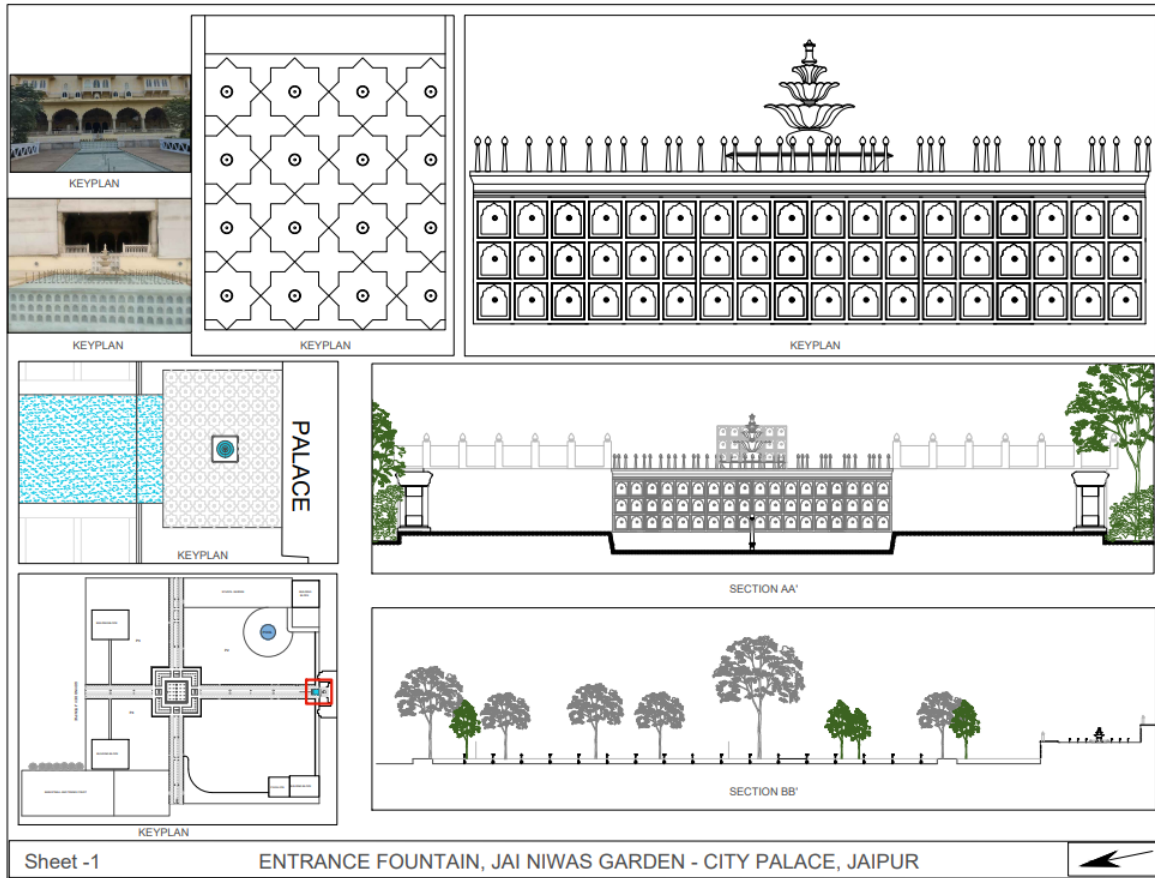 KEYPLAN
KEYPLAN
KEYPLAN
KEYPLAN
PALACE
KEYPLAN
SECTION AA'
KEYPLAN
SECTION BB'
Sheet -1
ENTRANCE FOUNTAIN, JAI NIWAS GARDEN - CITY PALACE, JAIPUR